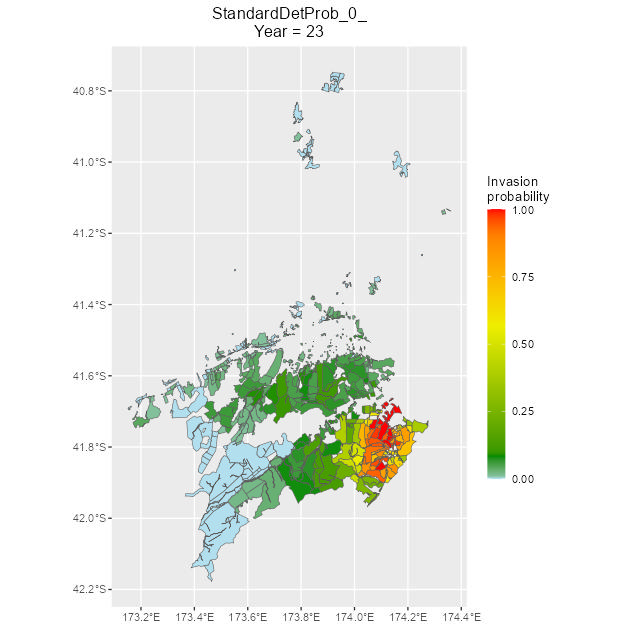 StandardDetProb_0_
Year = 23
40.8°S
41.0°S
41.2°S
41.4°S
41.6°S
41.8°S
42.0°S
42.2°S
173.2°E 173.4°E 173.6°E 173.8°E 174.0°E 174.2°E 174.4°E
Invasion
probability
1.00
0.75
0.50
0.25
0.00